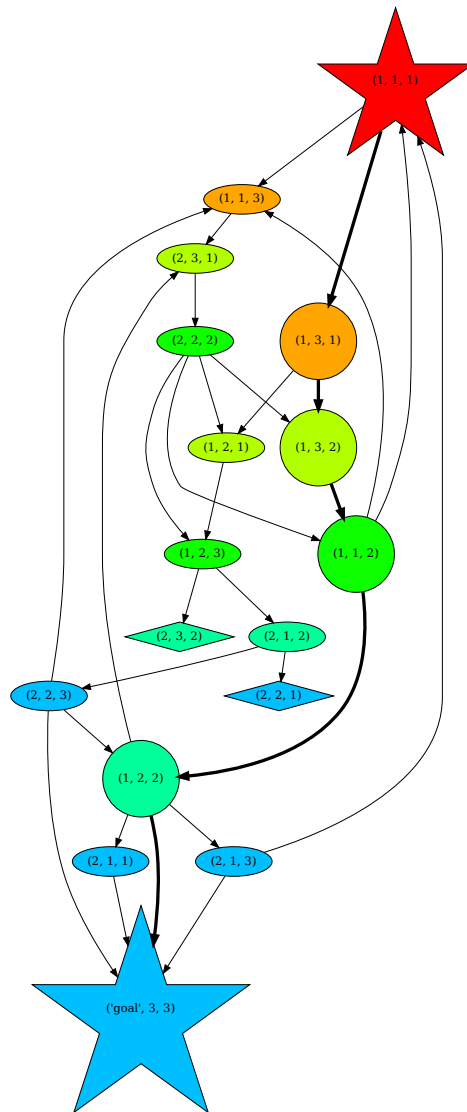 (1, 1, 1)
(1, 1, 3)
(2, 3, 1)
(2, 2, 2)
(1, 3, 1)
(1, 2, 1)
(1, 3, 2)
(1, 2, 3)
(1, 1, 2)
(2, 3, 2)
(2, 1, 2)
(2, 2, 3)
(2, 2, 1)
(1, 2, 2)
(2, 1, 1)
(2, 1, 3)
('goal', 3, 3)